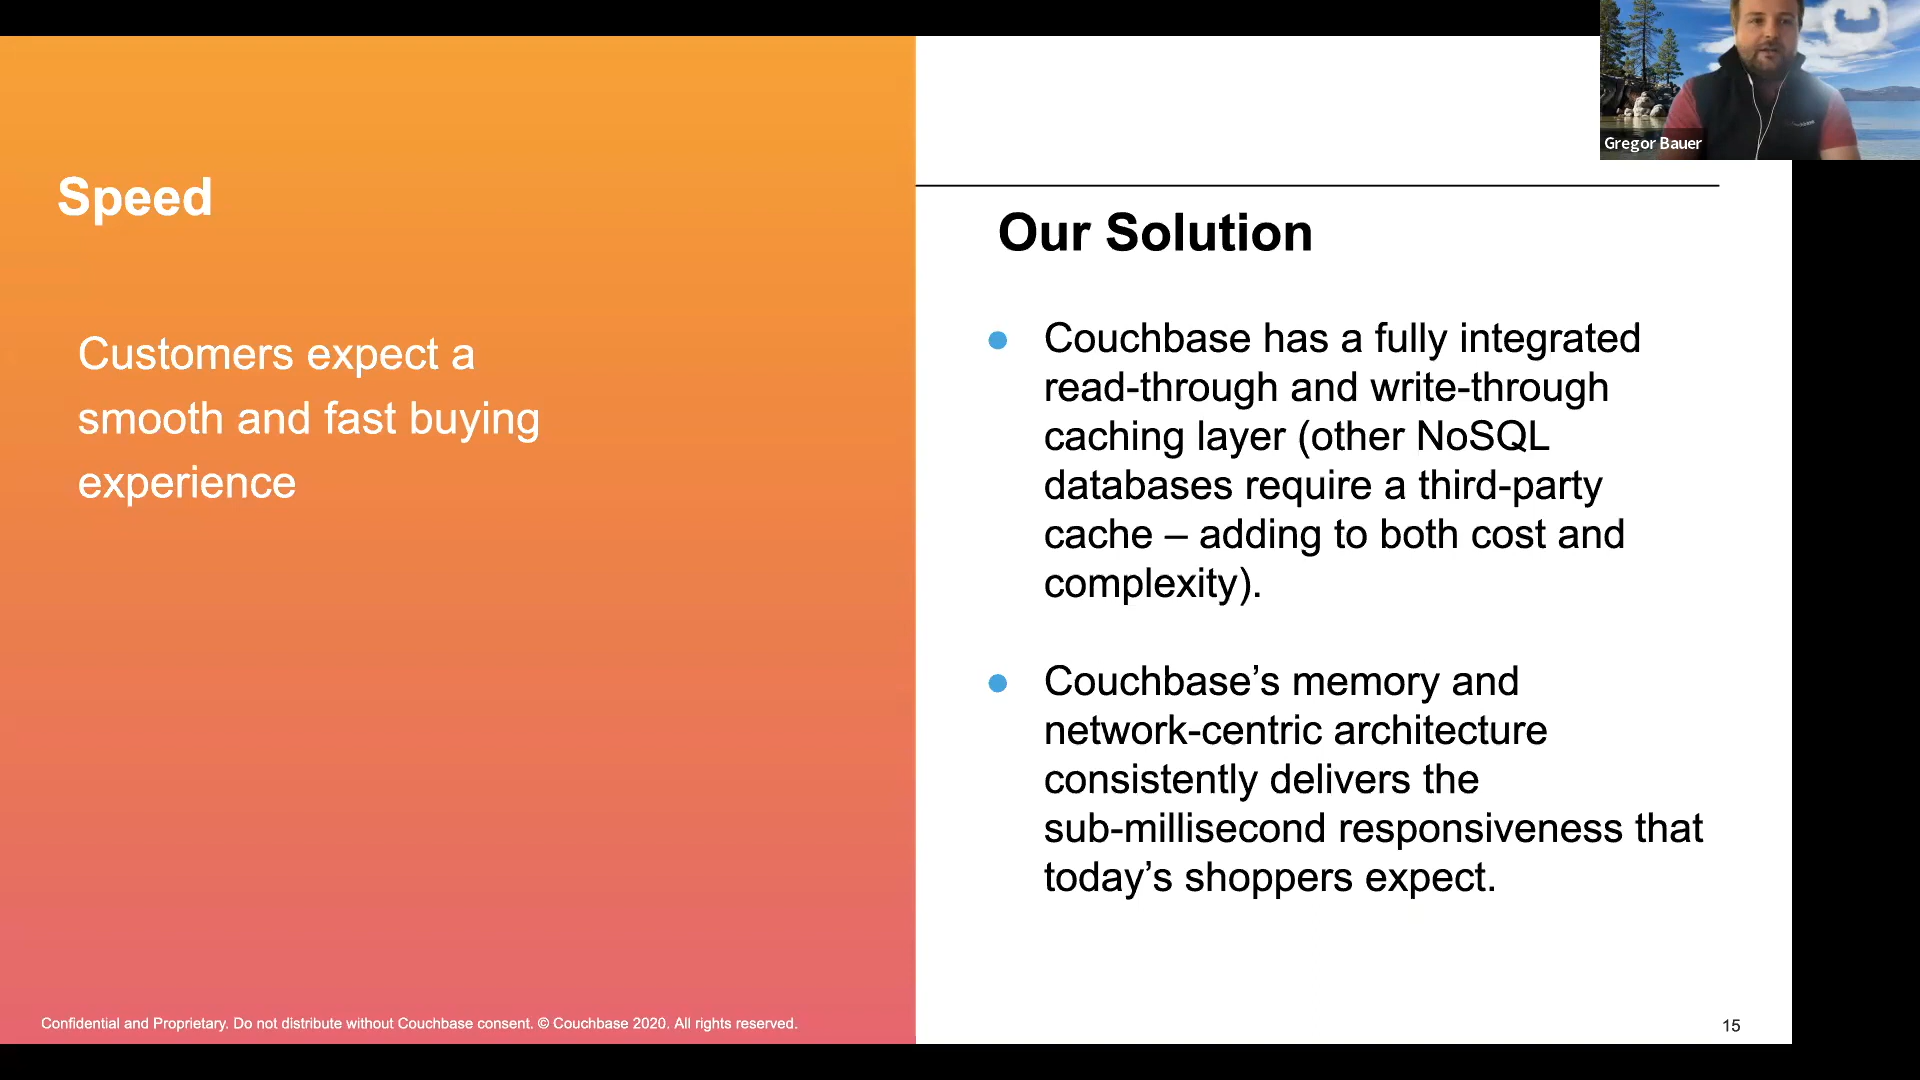 Gregor Bauer
Speed
Customers expect a
smooth and fast buying
experience
Our Solution
Couchbase has a fully integrated
read-through and write-through
caching layer (other NoSQL
databases require a third-party
cache – adding to both cost and
complexity).
Couchbase’s memory and
network-centric architecture
consistently delivers the
sub-millisecond responsiveness that
today’s shoppers expect.
Confidential and Proprietary. Do not distribute without Couchbase consent. © Couchbase 2020. All rights reserved.
15